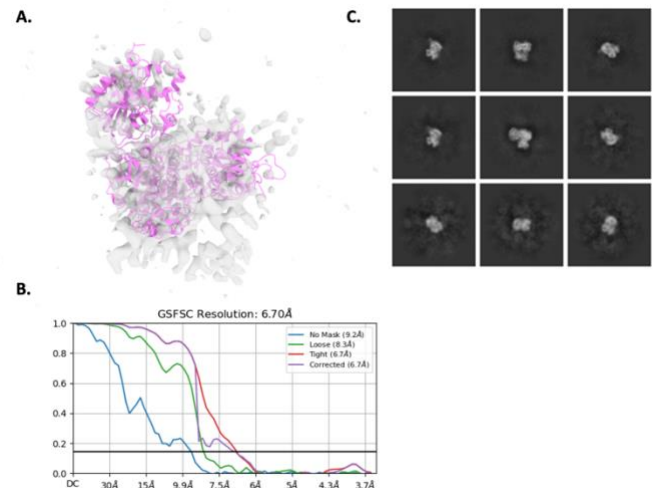 A.
C.
B.
GSFSC Resolution: 6.70Å
No Mask (9.2Å)
Loose (8.3Å)
Tight (6.7Å)
Corrected (6.7Å)
1.0
0.8
0.6
0.4
0.2
0.0
DC 30Å 15Å 9.9Å 7.5Å 6Å 5Å 4.3Å 3.7Å